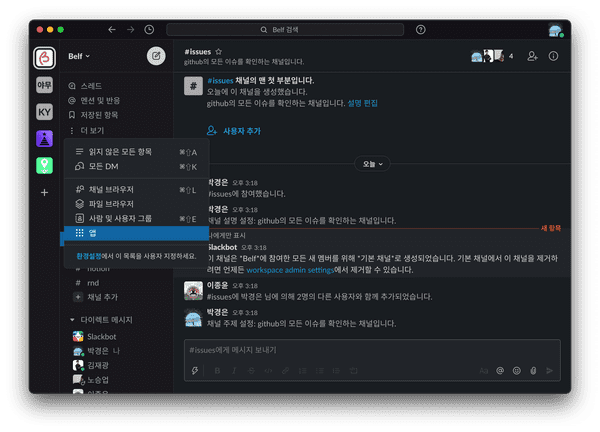 Belf 검색
Belf
야무
KY
스레드
멘션 및 반응
저장된 항목
더 보기
읽지 않은 모든 항목 ⌘⇧A
모든 DM ⌘⇧K
채널 브라우저 ⌘⇧L
파일 브라우저
사람 및 사용자 그룹 ⌘⇧E
앱
환경설정에서 이 목록을 사용자 지정하세요.
# notion
# rnd
+ 채널 추가
다이렉트 메시지
Slackbot
박경은 나
김재광
노승업
이종윤
#issues
github의 모든 이슈를 확인하는 채널입니다.
4
#issues 채널의 맨 첫 부분입니다.
오늘에 이 채널을 생성했습니다.
github의 모든 이슈를 확인하는 채널입니다. 설명 편집
사용자 추가
오늘
박경은 오후 3:18
#issues에 참여했습니다.
박경은 오후 3:18
채널 설명 설정: github의 모든 이슈를 확인하는 채널입니다.
새 항목
에게만 표시
Slackbot 오후 3:18
이 채널은 "Belf"에 참여한 모든 새 멤버를 위해 "기본 채널"로 생성되었습니다. 기본 채널에서 이 채널을 제거하
려면 언제든 workspace admin settings에서 제거할 수 있습니다.
이종윤 오후 3:18
#issues에 박경은 님에 의해 2명의 다른 사용자와 함께 추가되었습니다.
박경은 오후 3:18
채널 주제 설정: github의 모든 이슈를 확인하는 채널입니다.
#issues에게 메시지 보내기
B I S </> Aa @